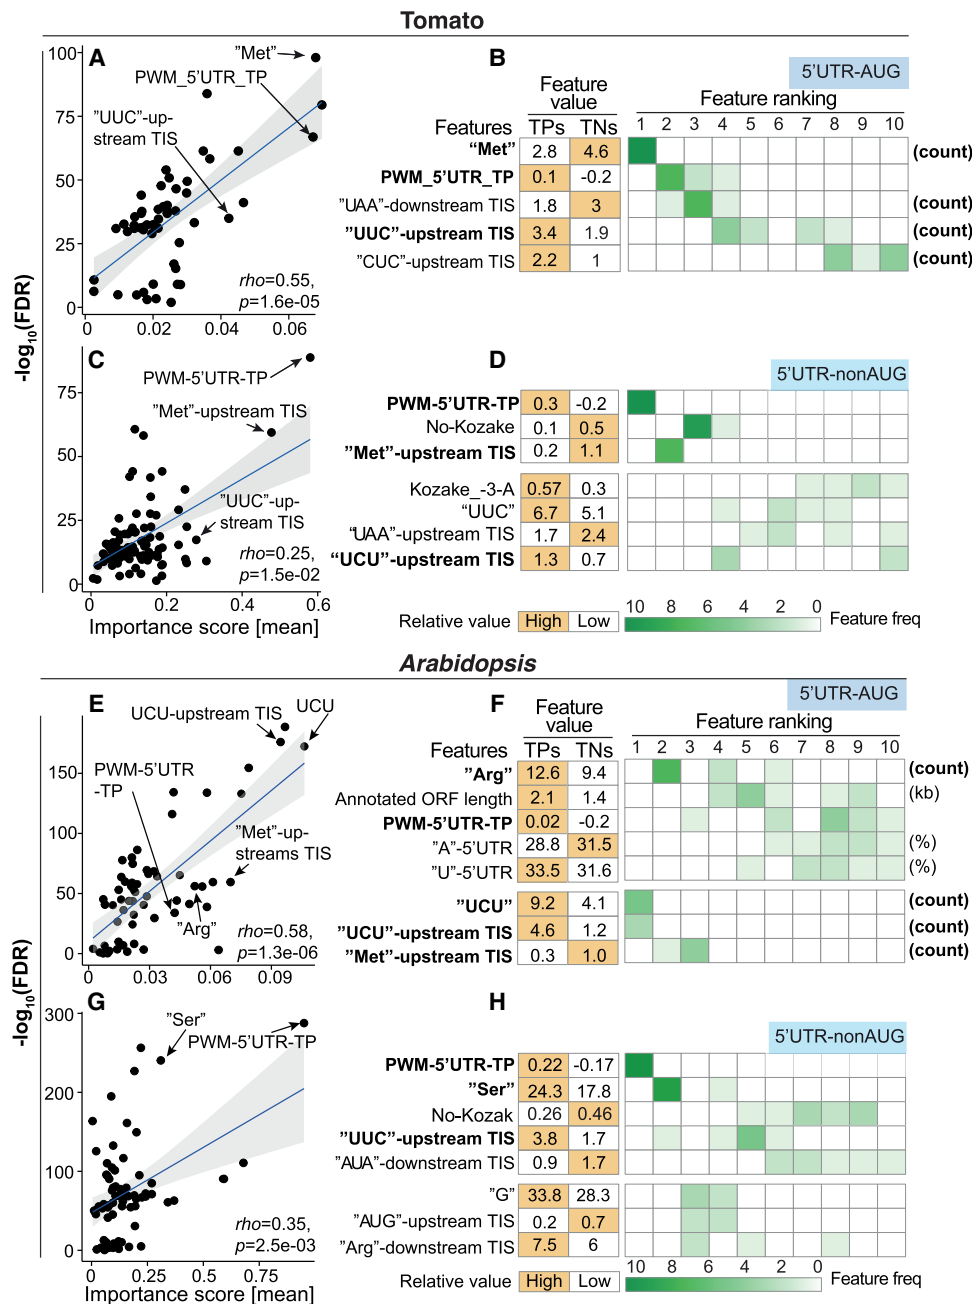 Tomato
A
"Met"
PWM_5'UTR_TP
"UUC"-up-
stream TIS
100
75
50
25
0
rho=0.55,
p=1.6e-05
0 0.02 0.04 0.06
B
5'UTR-AUG
Feature
value
Feature ranking
Features TPs TNs 1 2 3 4 5 6 7 8 9 10
"Met" 2.8 4.6 (count)
PWM_5'UTR_TP 0.1 -0.2
"UAA"-downstream TIS 1.8 3 (count)
"UUC"-upstream TIS 3.4 1.9 (count)
"CUC"-upstream TIS 2.2 1 (count)
-log10(FDR)
C
PWM-5'UTR-TP
"Met"-upstream TIS
"UUC"-up-
stream TIS
75
50
25
0
rho=0.25,
p=1.5e-02
0 0.2 0.4 0.6
Importance score [mean]
D
5'UTR-nonAUG
PWM-5'UTR-TP 0.3 -0.2
No-Kozake 0.1 0.5
"Met"-upstream TIS 0.2 1.1
Kozake_-3-A 0.57 0.3
"UUC" 6.7 5.1
"UAA"-upstream TIS 1.7 2.4
"UCU"-upstream TIS 1.3 0.7
Relative value High Low
10 8 6 4 2 0
Feature freq
Arabidopsis
E
UCU-upstream TIS
UCU
PWM-5'UTR
-TP
"Met"-up-
streams TIS
"Arg"
150
100
50
0
rho=0.58,
p=1.3e-06
0 0.03 0.06 0.09
F
5'UTR-AUG
Feature
value
Feature ranking
Features TPs TNs 1 2 3 4 5 6 7 8 9 10
"Arg" 12.6 9.4 (count)
Annotated ORF length 2.1 1.4 (kb)
PWM-5'UTR-TP 0.02 -0.2
"A"-5'UTR 28.8 31.5 (%)
"U"-5'UTR 33.5 31.6 (%)
"UCU" 9.2 4.1 (count)
"UCU"-upstream TIS 4.6 1.2 (count)
"Met"-upstream TIS 0.3 1.0 (count)
-log10(FDR)
G
"Ser"
PWM-5'UTR-TP
300
200
100
0
rho=0.35,
p=2.5e-03
0 0.25 0.5 0.75
Importance score [mean]
H
5'UTR-nonAUG
PWM-5'UTR-TP 0.22 -0.17
"Ser" 24.3 17.8
No-Kozak 0.26 0.46
"UUC"-upstream TIS 3.8 1.7
"AUA"-downstream TIS 0.9 1.7
"G" 33.8 28.3
"AUG"-upstream TIS 0.2 0.7
"Arg"-downstream TIS 7.5 6
Relative value High Low
10 8 6 4 2 0
Feature freq